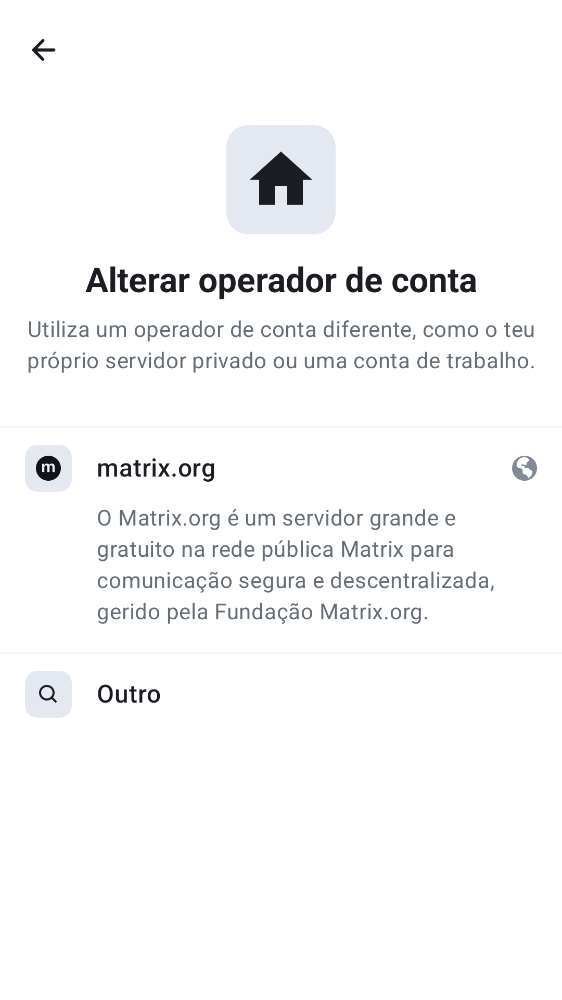 Alterar operador de conta
Utiliza um operador de conta diferente, como o teu
próprio servidor privado ou uma conta de trabalho.
m
matrix.org
O Matrix.org é um servidor grande e
gratuito na rede pública Matrix para
comunicação segura e descentralizada,
gerido pela Fundação Matrix.org.
Outro